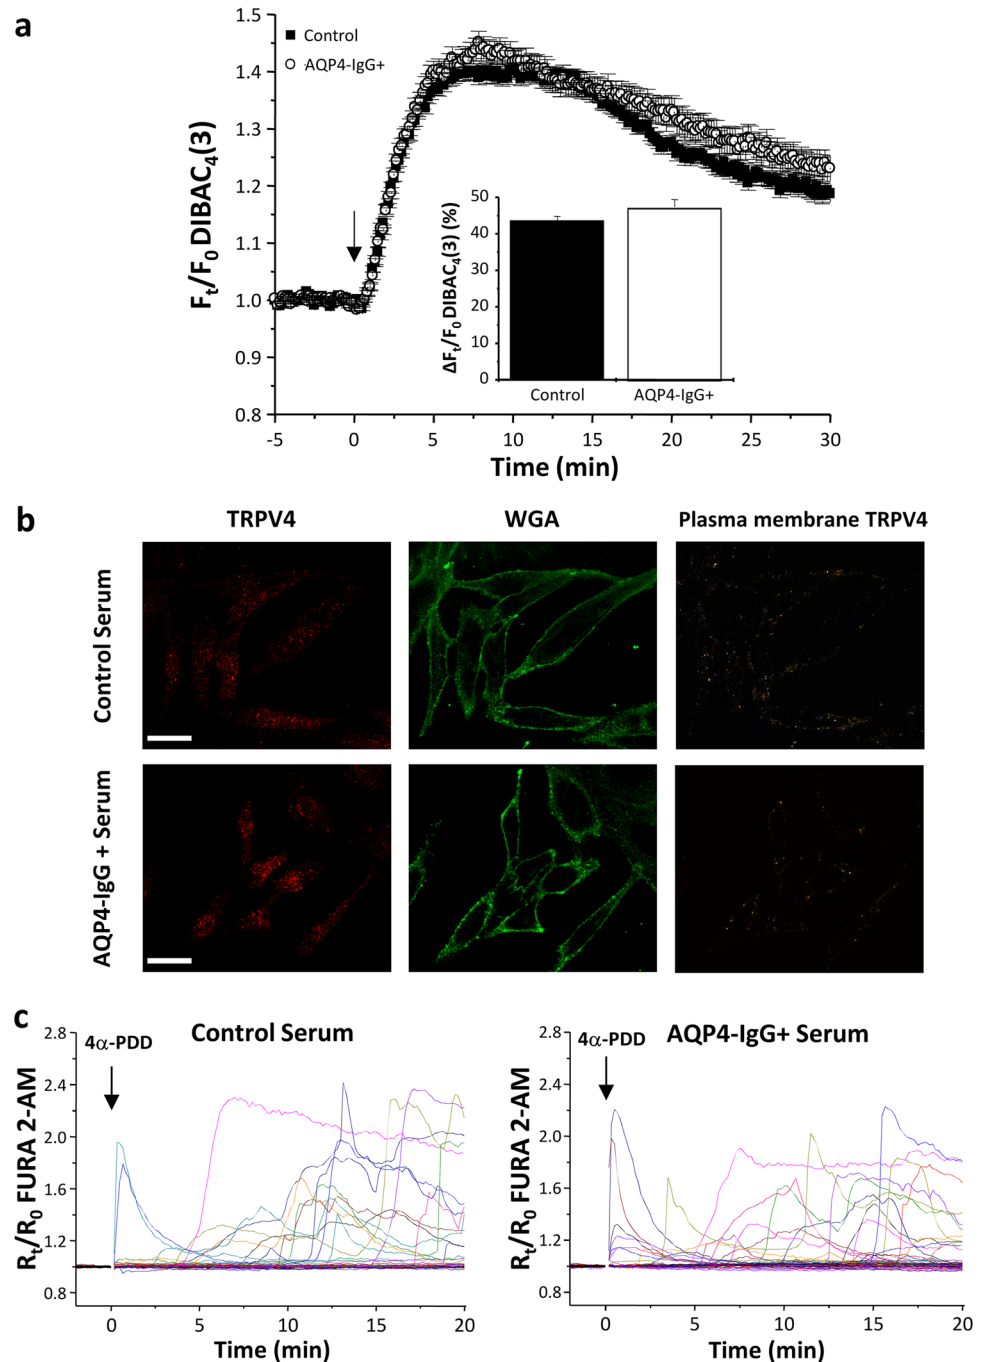 a
Control
AQP4-IgG+
Ft/F0 DIBAC4(3)
1.5
1.4
1.3
1.2
1.1
1.0
0.9
0.8
-5 0 5 10 15 20 25 30
Time (min)
ΔFt/F0 DIBAC4(3) (%)
50
40
30
20
10
0
Control AQP4-IgG+
b
TRPV4 WGA Plasma membrane TRPV4
Control Serum
AQP4-IgG + Serum
c
Control Serum
4α-PDD
Rt/R0 FURA 2-AM
2.8
2.4
2.0
1.6
1.2
0.8
0 5 10 15 20
Time (min)
AQP4-IgG+ Serum
4α-PDD
Rt/R0 FURA 2-AM
2.8
2.4
2.0
1.6
1.2
0.8
0 5 10 15 20
Time (min)